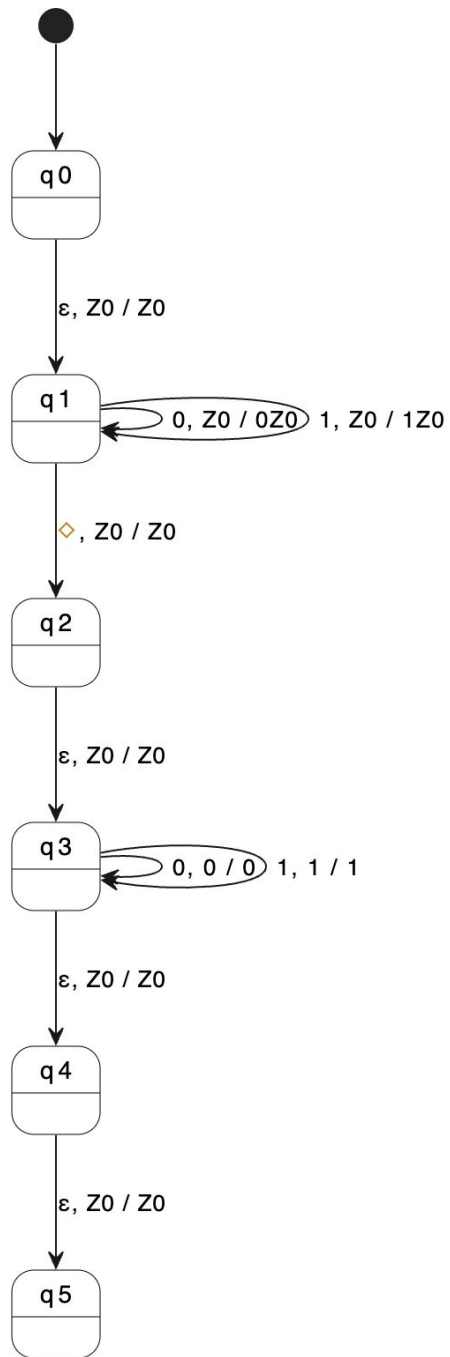 q0
ε, Z0 / Z0
q1
0, Z0 / 0Z0 1, Z0 / 1Z0
◇, Z0 / Z0
q2
ε, Z0 / Z0
q3
0, 0 / 0 1, 1 / 1
ε, Z0 / Z0
q4
ε, Z0 / Z0
q5